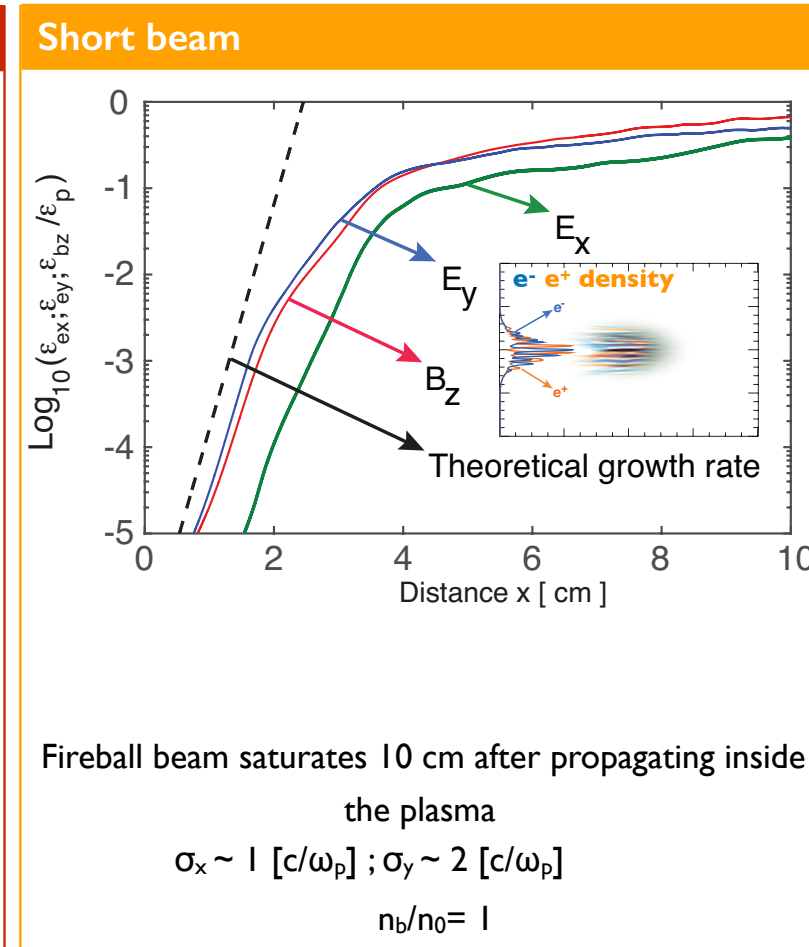 Short beam
0
-1
-2
-3
-4
-5
Log10(εex;εey;εbz/εp)
Ex
Ey
Bz
Theoretical growth rate
e- e+ density
e-
e+
0 2 4 6 8 10
Distance x [ cm ]
Fireball beam saturates 10 cm after propagating inside
the plasma
σx ~ 1 [c/ωp] ; σy ~ 2 [c/ωp]
nb/n0= 1